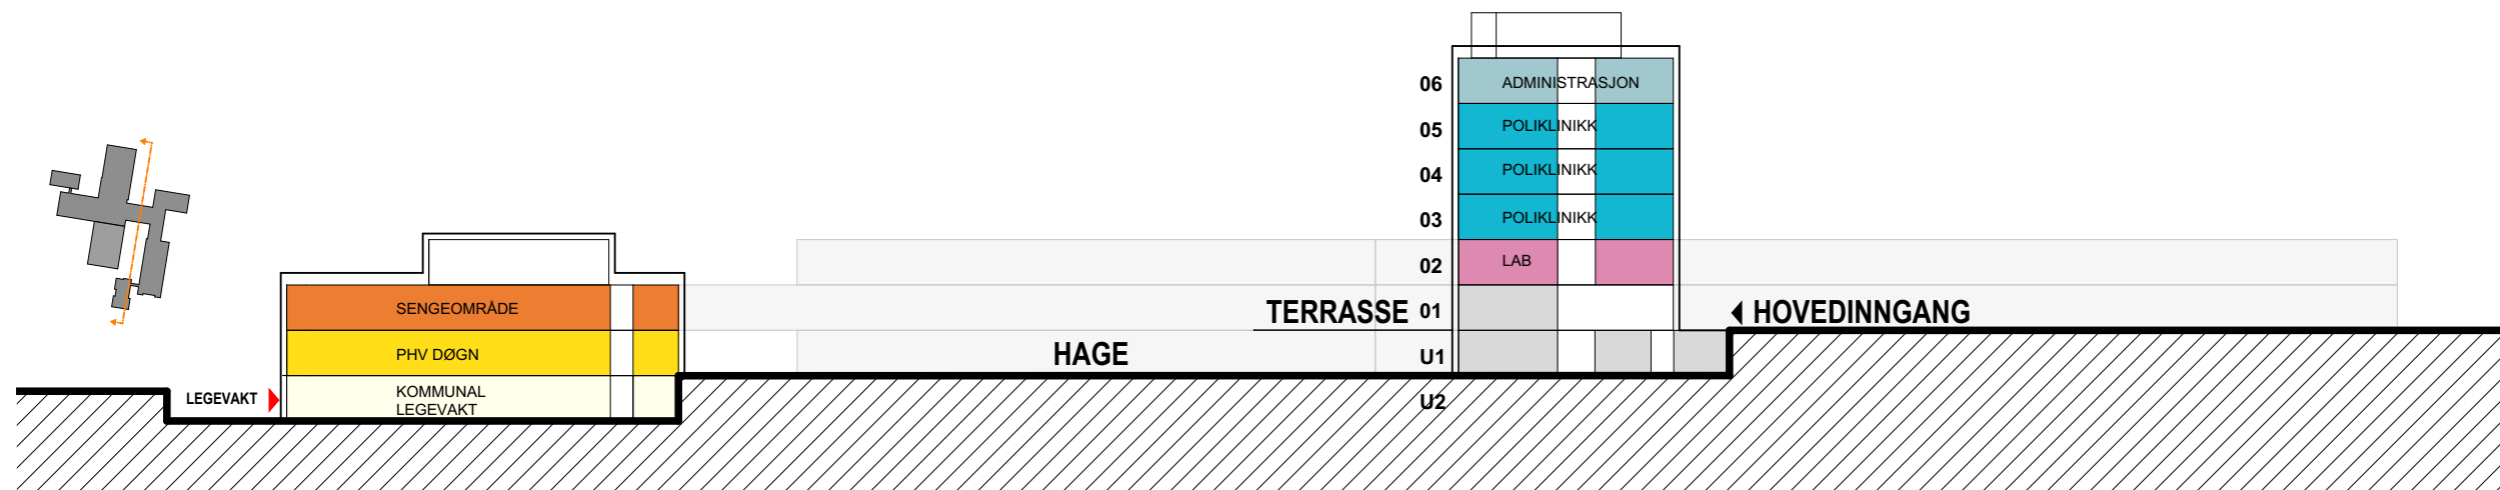 06 ADMINISTRASJON
05 POLIKLINIKK
04 POLIKLINIKK
03 POLIKLINIKK
02 LAB
SENGEOMRÅDE
TERRASSE 01
HOVEDINNGANG
PHV DØGN
HAGE
U1
LEGEVAKT
KOMMUNAL
LEGEVAKT
U2